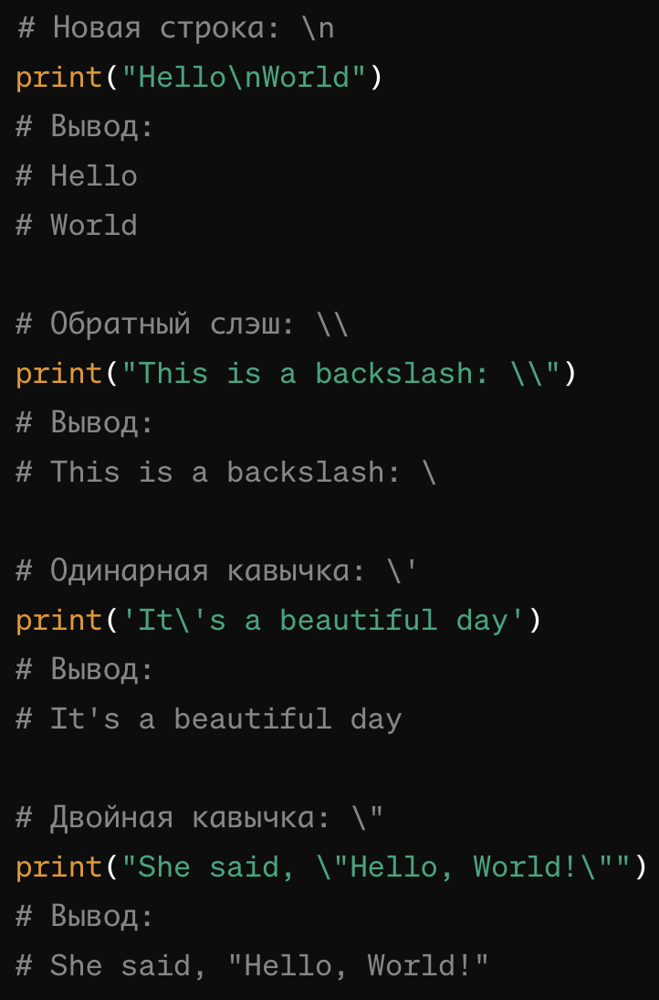 # Новая строка: \n
print("Hello\nWorld")
# Вывод:
# Hello
# World
# Обратный слэш: \\
print("This is a backslash: \\")
# Вывод:
# This is a backslash: \
# Одинарная кавычка: \'
print('It\'s a beautiful day')
# Вывод:
# It's a beautiful day
# Двойная кавычка: \"
print("She said, \"Hello, World!\"")
# Вывод:
# She said, "Hello, World!"